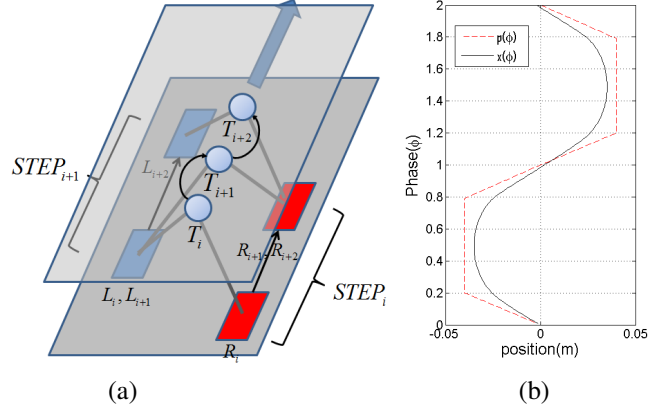 STEP_{i+1}
T_{i+2}
L_{i+2}
T_{i+1}
T_i
R_{i+1}, R_{i+2}
L_i, L_{i+1}
STEP_i
R_i
(a)
Phase(ϕ)
2
1.8
1.6
1.4
1.2
1
0.8
0.6
0.4
0.2
0
-0.05
0
0.05
position(m)
p(ϕ)
x(ϕ)
(b)